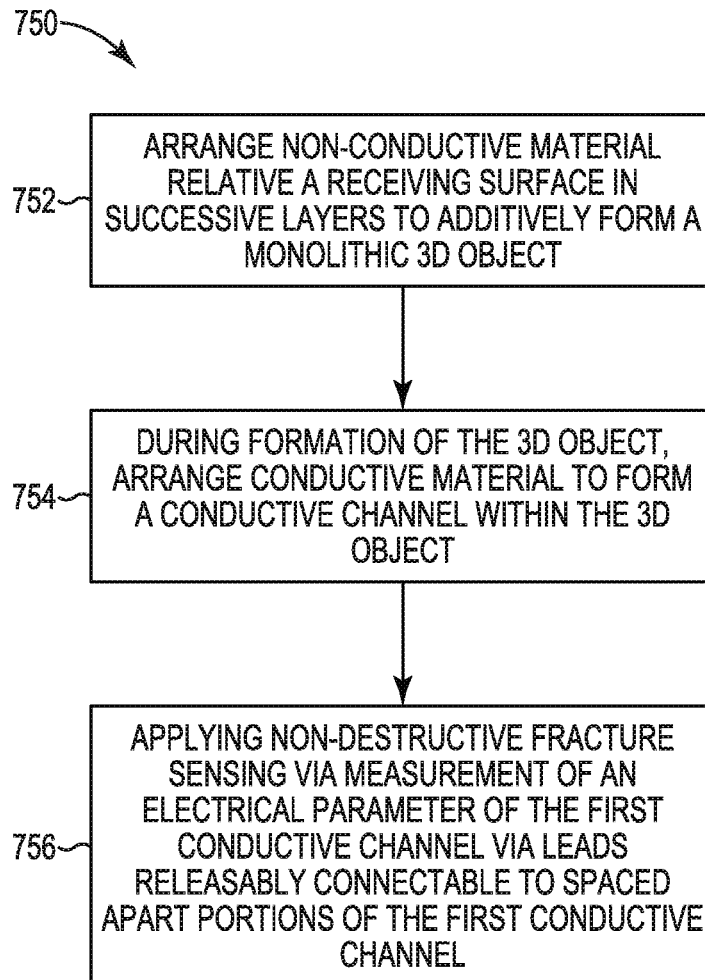 750
752
ARRANGE NON-CONDUCTIVE MATERIAL
RELATIVE A RECEIVING SURFACE IN
SUCCESSIVE LAYERS TO ADDITIVELY FORM A
MONOLITHIC 3D OBJECT
754
DURING FORMATION OF THE 3D OBJECT,
ARRANGE CONDUCTIVE MATERIAL TO FORM
A CONDUCTIVE CHANNEL WITHIN THE 3D
OBJECT
756
APPLYING NON-DESTRUCTIVE FRACTURE
SENSING VIA MEASUREMENT OF AN
ELECTRICAL PARAMETER OF THE FIRST
CONDUCTIVE CHANNEL VIA LEADS
RELEASABLY CONNECTABLE TO SPACED
APART PORTIONS OF THE FIRST CONDUCTIVE
CHANNEL